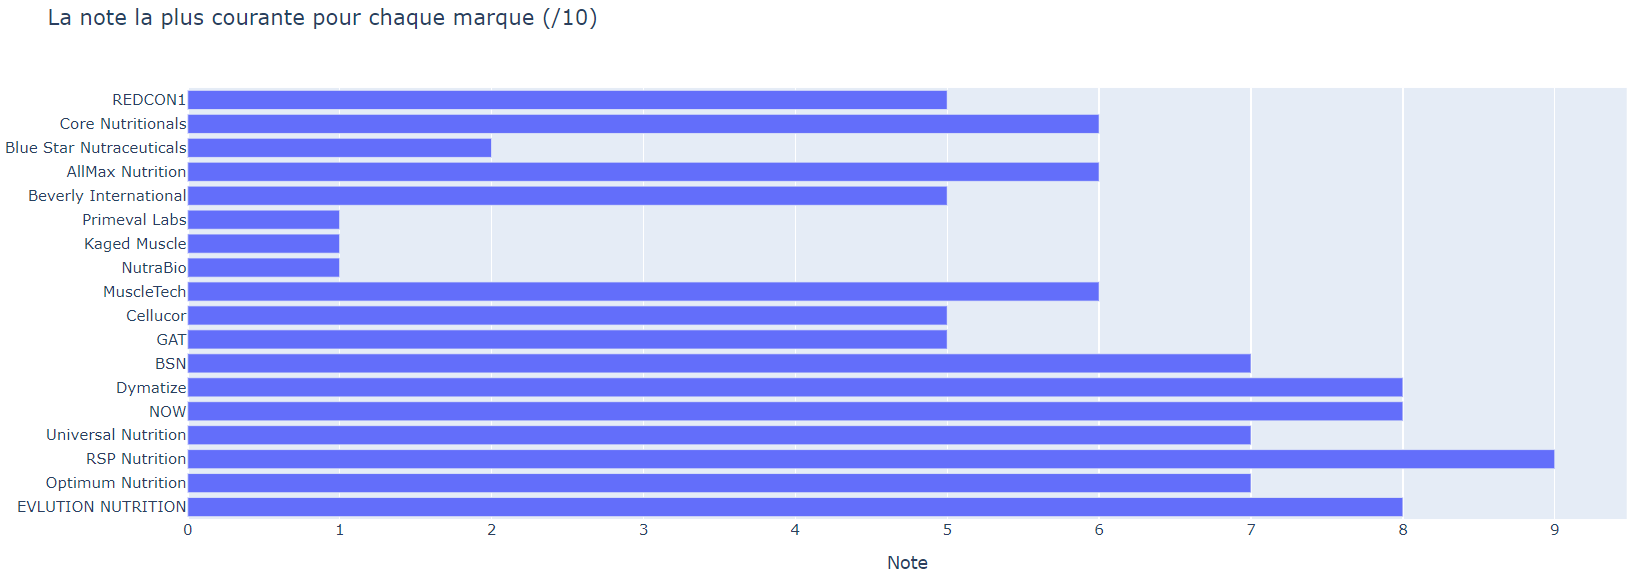 La note la plus courante pour chaque marque (/10)
REDCON1
Core Nutritionals
Blue Star Nutraceuticals
AllMax Nutrition
Beverly International
Primeval Labs
Kaged Muscle
NutraBio
MuscleTech
Cellucor
GAT
BSN
Dymatize
NOW
Universal Nutrition
RSP Nutrition
Optimum Nutrition
EVLUTION NUTRITION
0 1 2 3 4 5 6 7 8 9
Note